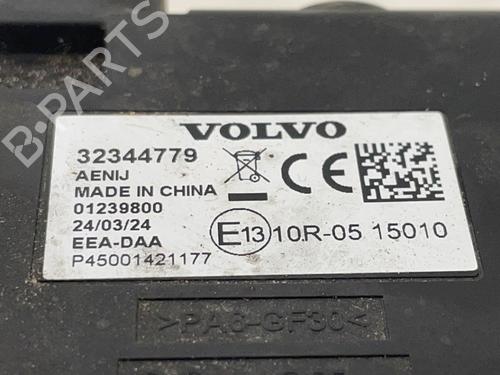 VOLVO
32344779
AENIJ
MADE IN CHINA
01239800
24/03/24
EEA-DAA
P45001421177
CE
E13 10R-05 15010
>PA6-GF30<
B-PARTS